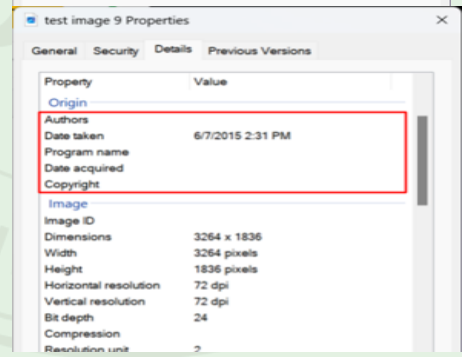 test image 9 Properties
General Security Details Previous Versions
Property Value
Origin
Authors
Date taken 6/7/2015 2:31 PM
Program name
Date acquired
Copyright
Image
Image ID
Dimensions 3264 x 1836
Width 3264 pixels
Height 1836 pixels
Horizontal resolution 72 dpi
Vertical resolution 72 dpi
Bit depth 24
Compression
Resolution unit 2